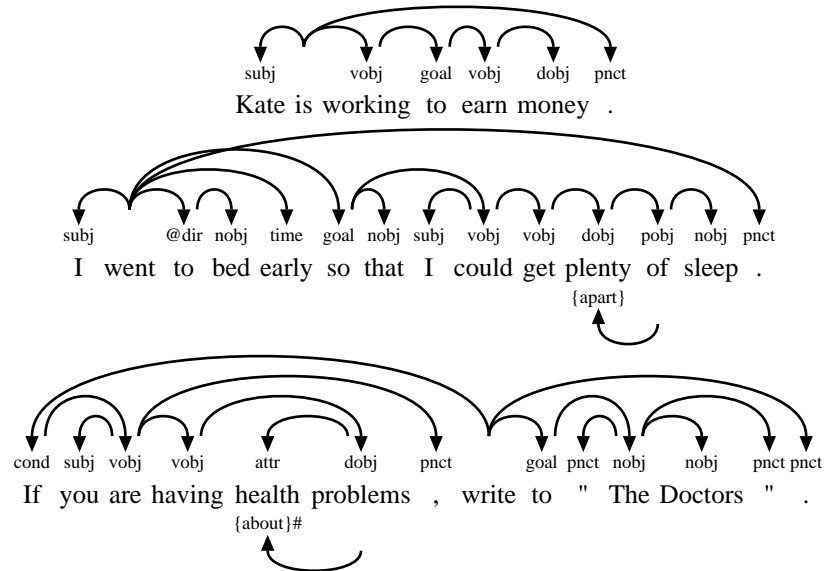 subj vobj goal vobj dobj pnct
Kate is working to earn money .
subj @dir nobj time goal nobj subj vobj vobj dobj pobj nobj pnct
I went to bed early so that I could get plenty of sleep .
{apart}
cond subj vobj vobj attr dobj pnct goal pnct nobj nobj pnct pnct
If you are having health problems , write to " The Doctors " .
{about}#